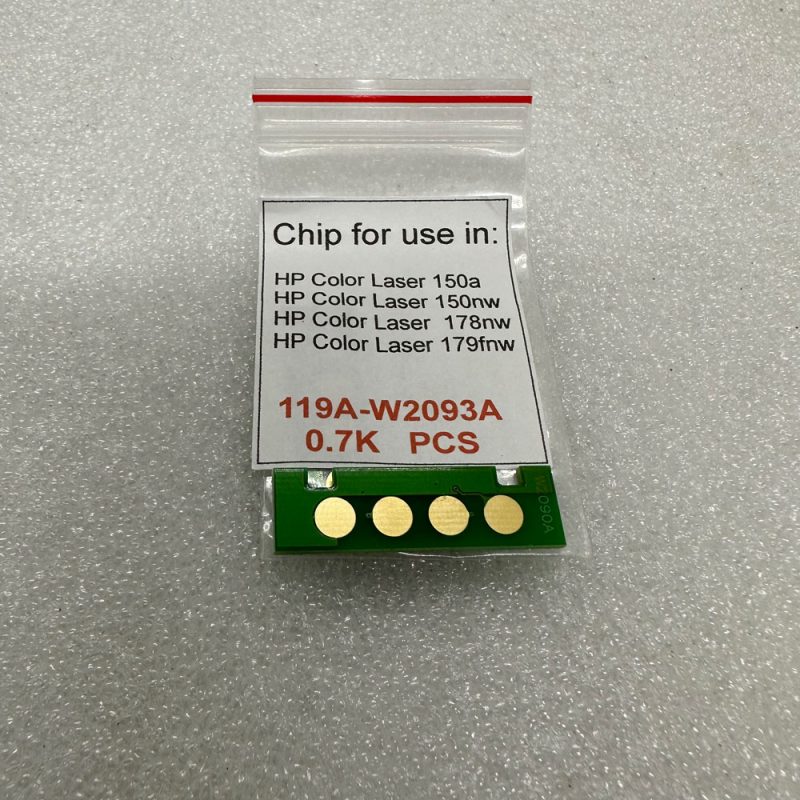 Chip for use in:
HP Color Laser 150a
HP Color Laser 150nw
HP Color Laser 178nw
HP Color Laser 179fnw
119A-W2093A
0.7K PCS
W2090A